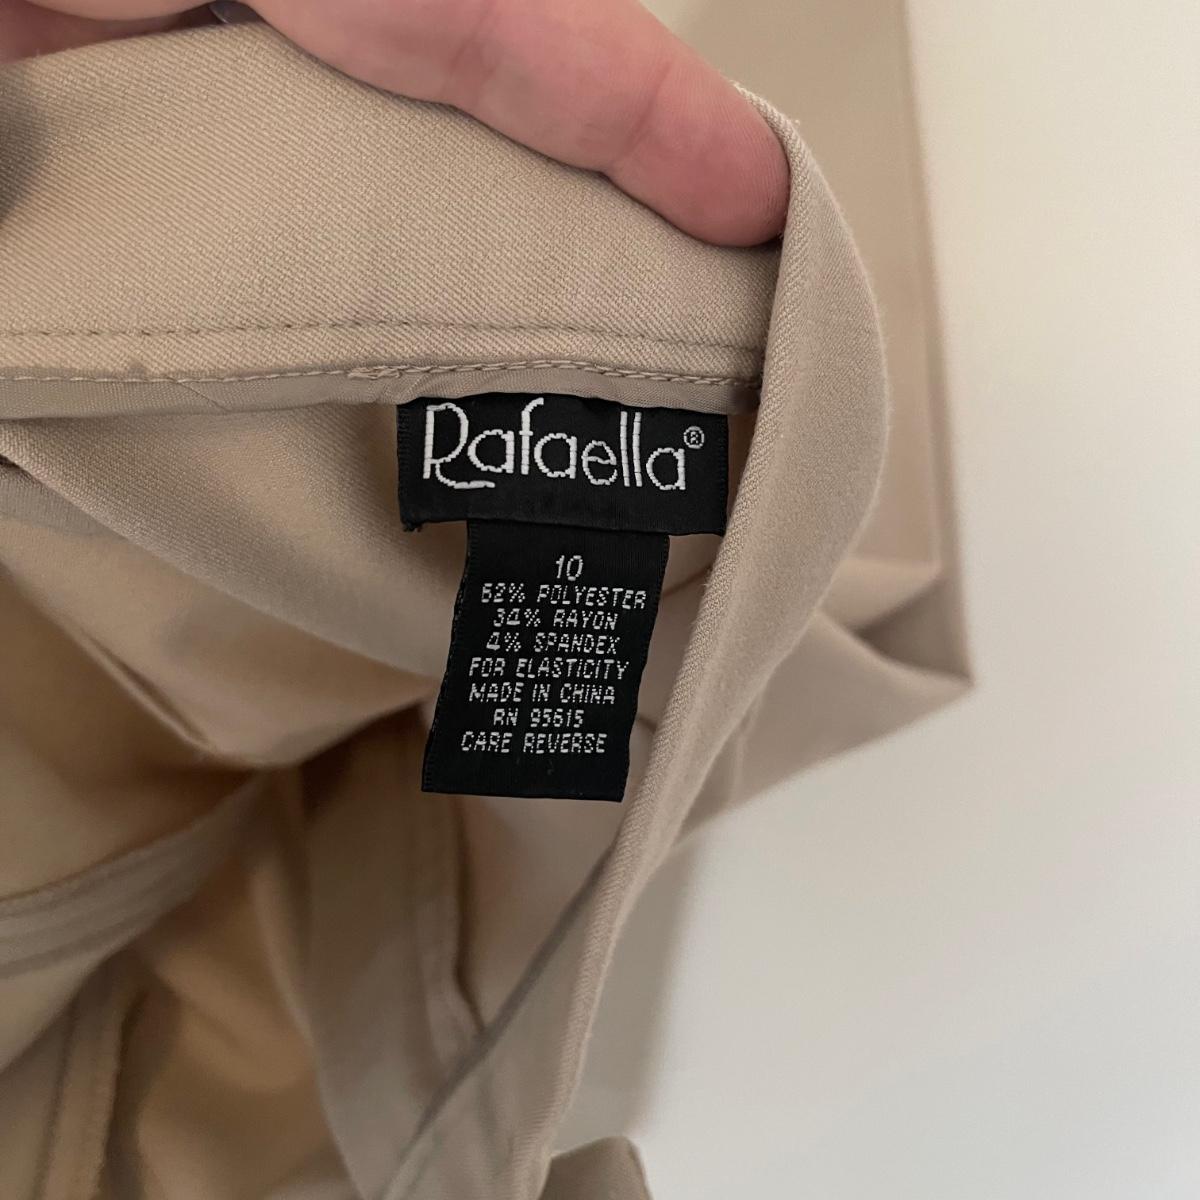 Rafaella®
10
62% POLYESTER
34% RAYON
4% SPANDEX
FOR ELASTICITY
MADE IN CHINA
RN 95615
CARE REVERSE